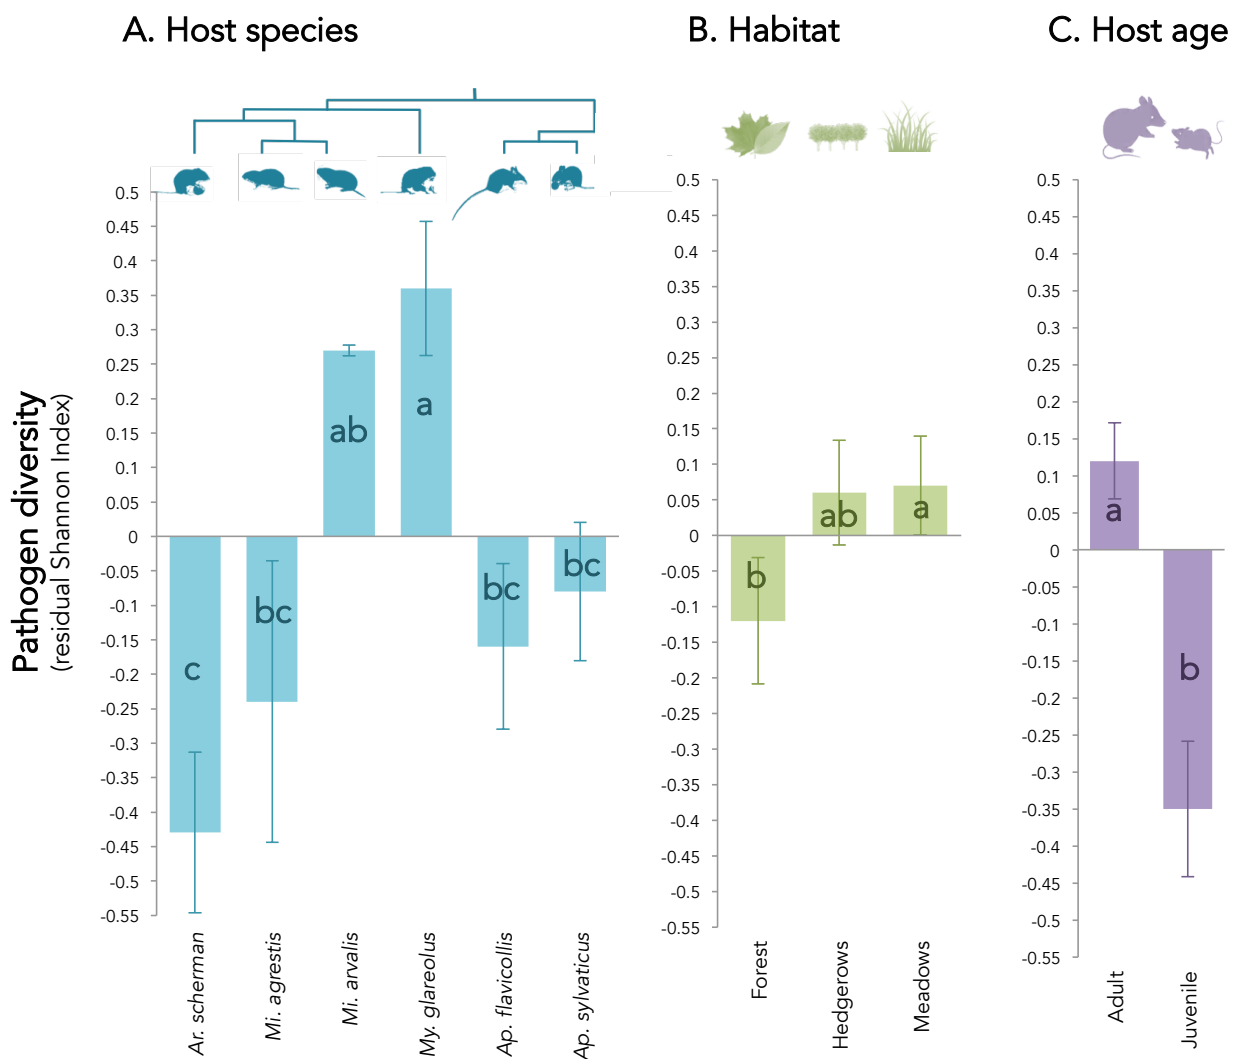 A. Host species
B. Habitat
C. Host age
Pathogen diversity
(residual Shannon Index)
0.5
0.45
0.4
0.35
0.3
0.25
0.2
0.15
0.1
0.05
0
-0.05
-0.1
-0.15
-0.2
-0.25
-0.3
-0.35
-0.4
-0.45
-0.5
-0.55
c
bc
ab
a
bc
bc
Ar. scherman
Mi. agrestis
Mi. arvalis
My. glareolus
Ap. flavicollis
Ap. sylvaticus
0.5
0.45
0.4
0.35
0.3
0.25
0.2
0.15
0.1
0.05
0
-0.05
-0.1
-0.15
-0.2
-0.25
-0.3
-0.35
-0.4
-0.45
-0.5
-0.55
b
ab
a
Forest
Hedgerows
Meadows
0.5
0.45
0.4
0.35
0.3
0.25
0.2
0.15
0.1
0.05
0
-0.05
-0.1
-0.15
-0.2
-0.25
-0.3
-0.35
-0.4
-0.45
-0.5
-0.55
a
b
Adult
Juvenile